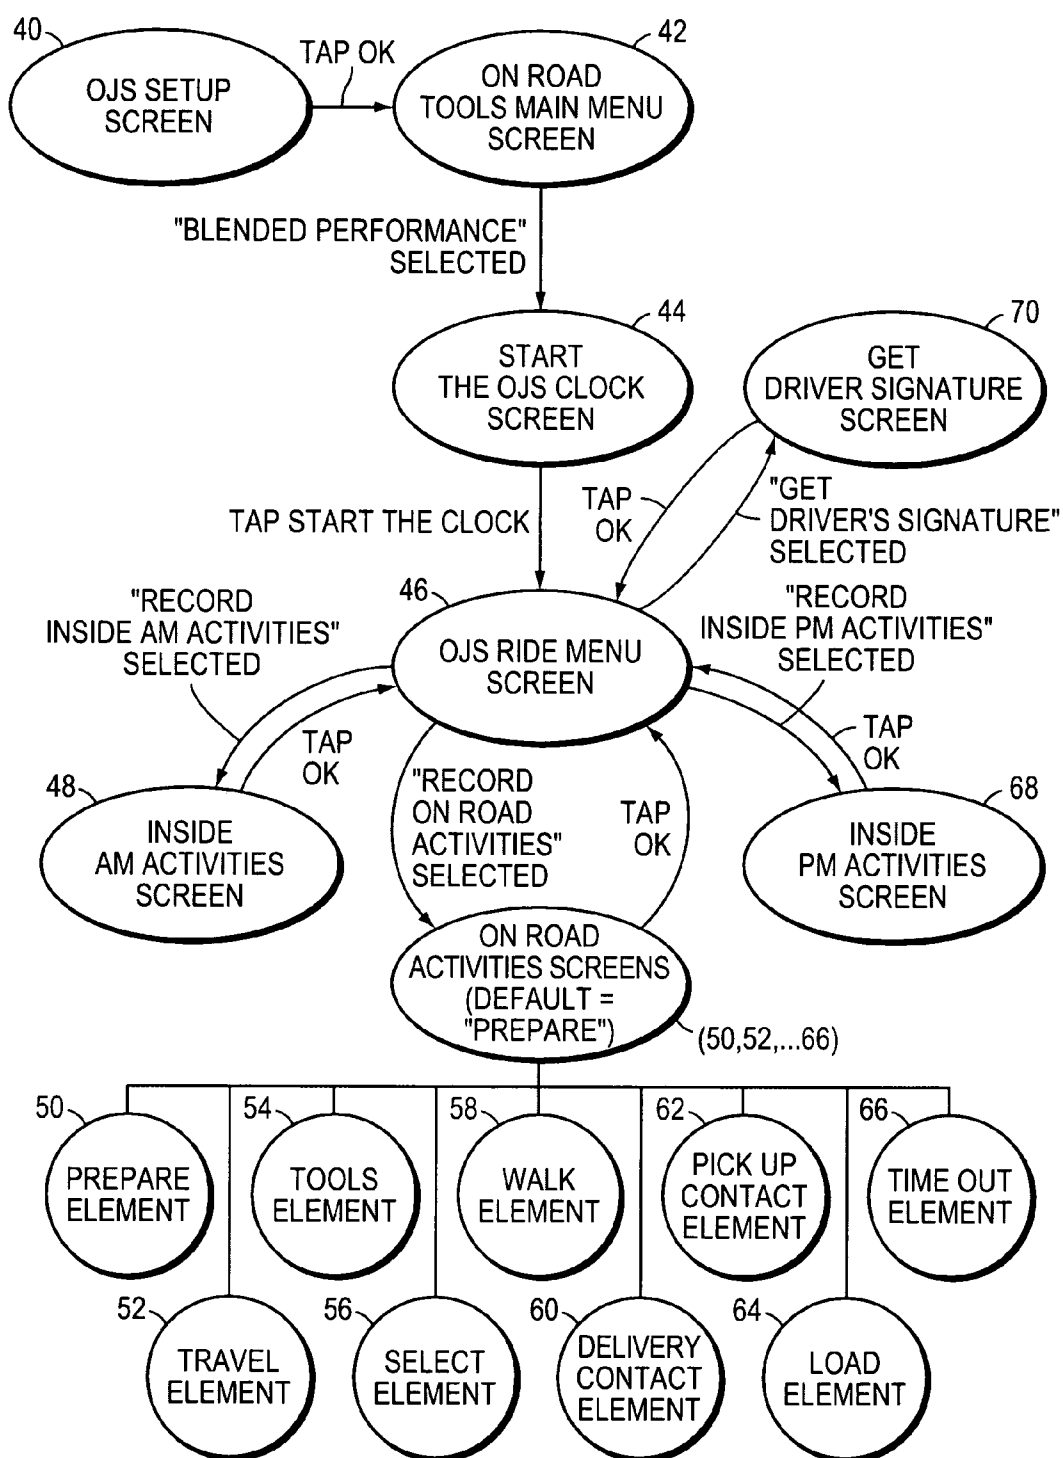 40
OJS SETUP
SCREEN
TAP OK
42
ON ROAD
TOOLS MAIN MENU
SCREEN
"BLENDED PERFORMANCE"
SELECTED
44
START
THE OJS CLOCK
SCREEN
70
GET
DRIVER SIGNATURE
SCREEN
TAP START THE CLOCK
TAP
OK
"GET
DRIVER'S SIGNATURE"
SELECTED
46
OJS RIDE MENU
SCREEN
"RECORD
INSIDE AM ACTIVITIES"
SELECTED
"RECORD
INSIDE PM ACTIVITIES"
SELECTED
TAP
OK
TAP
OK
48
INSIDE
AM ACTIVITIES
SCREEN
"RECORD
ON ROAD
ACTIVITIES"
SELECTED
TAP
OK
68
INSIDE
PM ACTIVITIES
SCREEN
ON ROAD
ACTIVITIES SCREENS
(DEFAULT =
"PREPARE")
(50,52,...66)
50
PREPARE
ELEMENT
54
TOOLS
ELEMENT
58
WALK
ELEMENT
62
PICK UP
CONTACT
ELEMENT
66
TIME OUT
ELEMENT
52
TRAVEL
ELEMENT
56
SELECT
ELEMENT
60
DELIVERY
CONTACT
ELEMENT
64
LOAD
ELEMENT